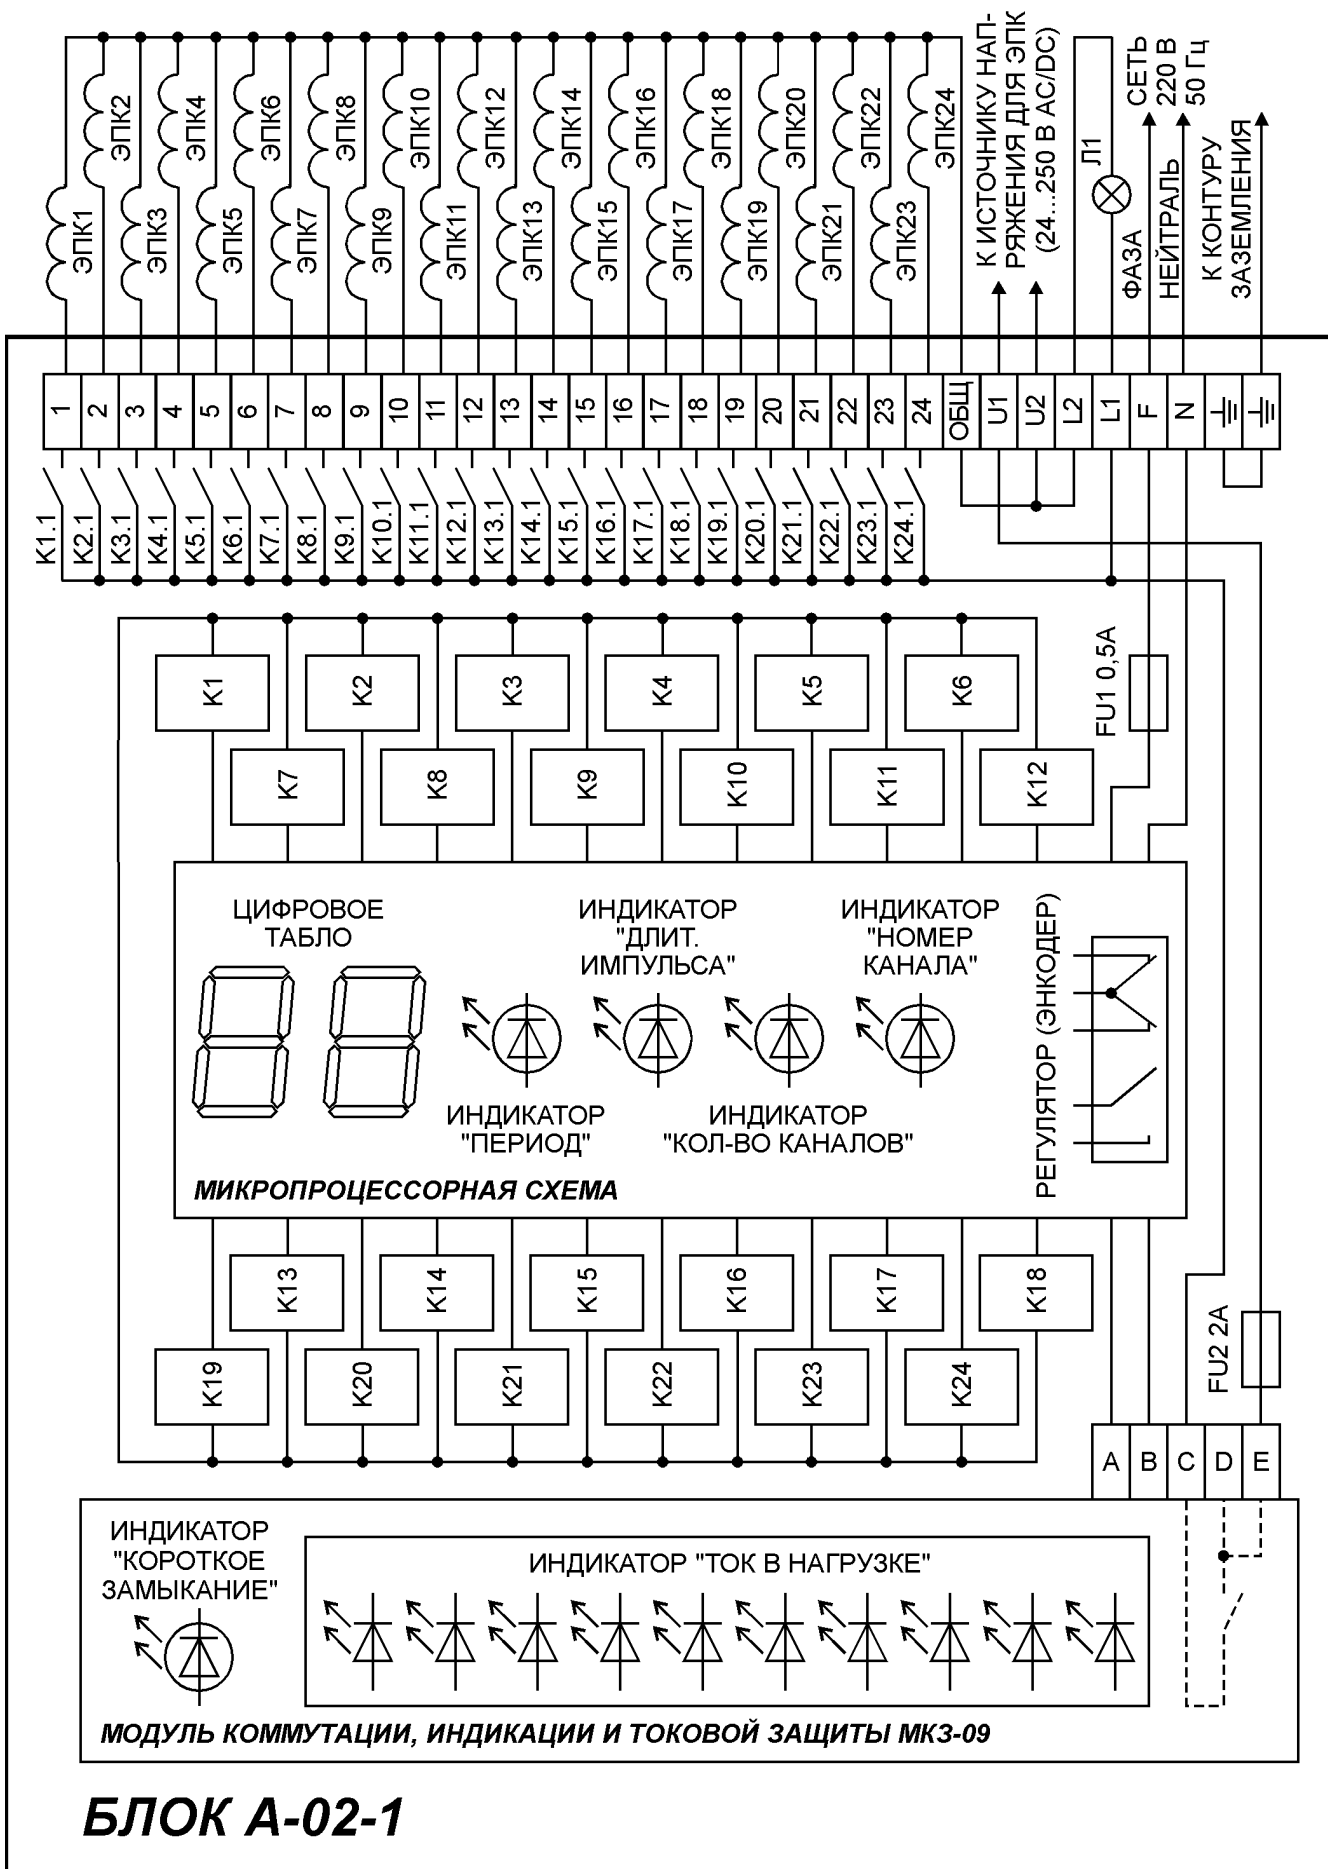 ЭПК2
ЭПК4
ЭПК6
ЭПК8
ЭПК10
ЭПК12
ЭПК14
ЭПК16
ЭПК18
ЭПК20
ЭПК22
ЭПК24
ЭПК1
ЭПК3
ЭПК5
ЭПК7
ЭПК9
ЭПК11
ЭПК13
ЭПК15
ЭПК17
ЭПК19
ЭПК21
ЭПК23
К ИСТОЧНИКУ НАП-
РЯЖЕНИЯ ДЛЯ ЭПК
(24...250 В AC/DC)
Л1
ФАЗА
НЕЙТРАЛЬ
СЕТЬ
220 В
50 Гц
К КОНТУРУ
ЗАЗЕМЛЕНИЯ
1
2
3
4
5
6
7
8
9
10
11
12
13
14
15
16
17
18
19
20
21
22
23
24
ОБЩ
U1
U2
L2
L1
F
N
K1.1
K2.1
K3.1
K4.1
K5.1
K6.1
K7.1
K8.1
K9.1
K10.1
K11.1
K12.1
K13.1
K14.1
K15.1
K16.1
K17.1
K18.1
K19.1
K20.1
K21.1
K22.1
K23.1
K24.1
K1
K2
K3
K4
K5
K6
FU1 0,5A
K7
K8
K9
K10
K11
K12
ЦИФРОВОЕ
ТАБЛО
ИНДИКАТОР
"ДЛИТ.
ИМПУЛЬСА"
ИНДИКАТОР
"НОМЕР
КАНАЛА"
РЕГУЛЯТОР (ЭНКОДЕР)
ИНДИКАТОР
"ПЕРИОД"
ИНДИКАТОР
"КОЛ-ВО КАНАЛОВ"
МИКРОПРОЦЕССОРНАЯ СХЕМА
K13
K14
K15
K16
K17
K18
K19
K20
K21
K22
K23
K24
FU2 2A
A
B
C
D
E
ИНДИКАТОР
"КОРОТКОЕ
ЗАМЫКАНИЕ"
ИНДИКАТОР "ТОК В НАГРУЗКЕ"
МОДУЛЬ КОММУТАЦИИ, ИНДИКАЦИИ И ТОКОВОЙ ЗАЩИТЫ МКЗ-09
БЛОК А-02-1